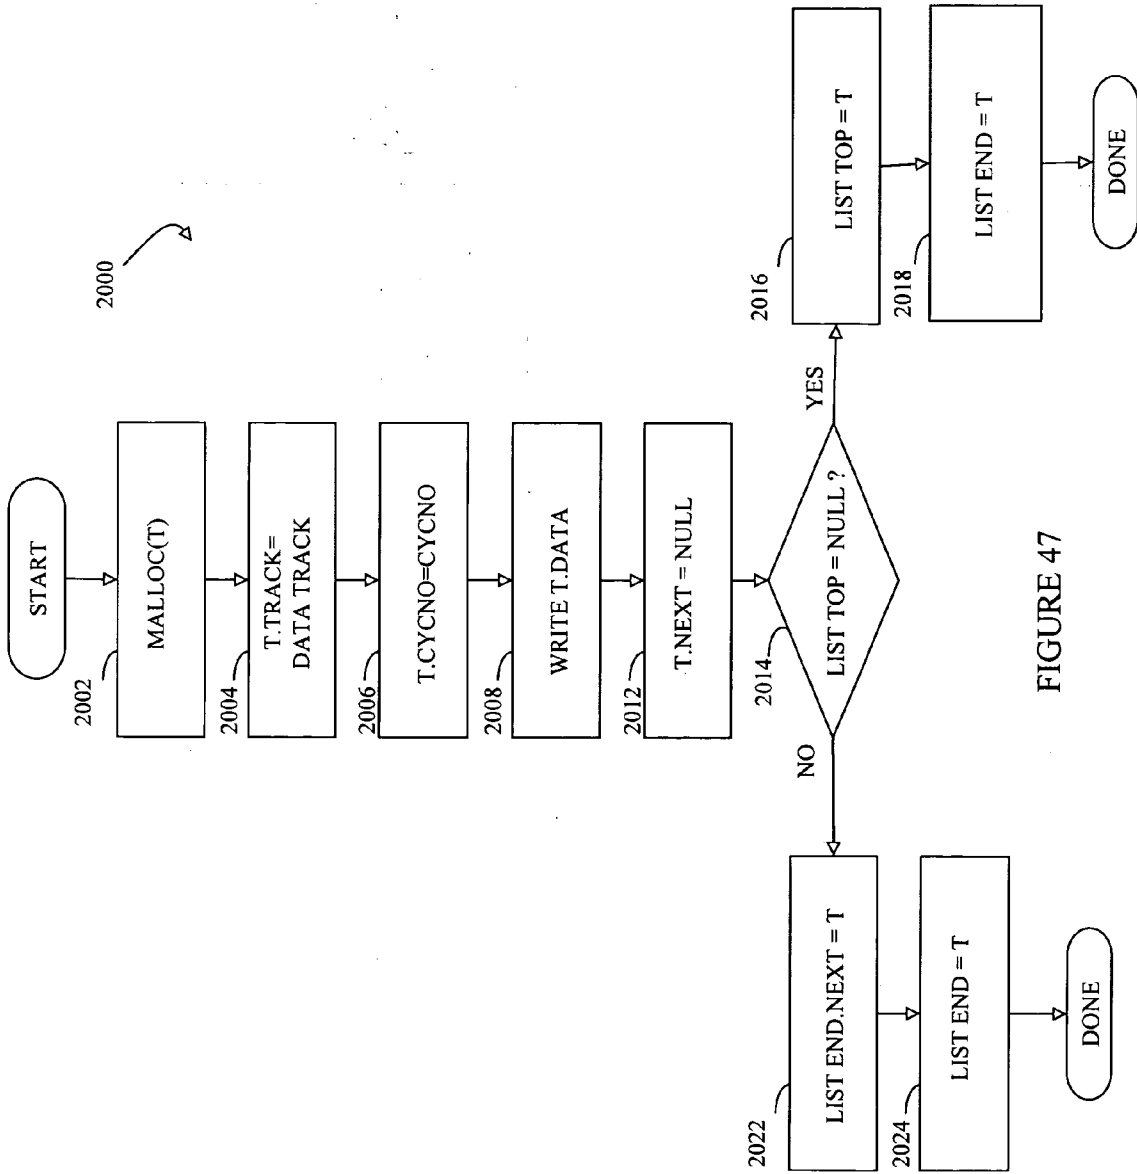 2000
START
2002
MALLOC(T)
2004
T.TRACK=
DATA TRACK
2006
T.CYCNO=CYCNO
2008
WRITE T.DATA
2012
T.NEXT = NULL
2014
LIST TOP = NULL ?
NO
YES
2022
LIST END.NEXT = T
2024
LIST END = T
DONE
2016
LIST TOP = T
2018
LIST END = T
DONE
FIGURE 47